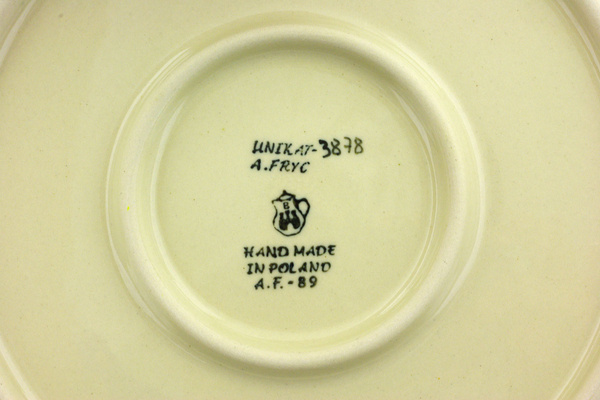 UNIKAT-3878
A.FRYC
B
HAND MADE
IN POLAND
A.F.-89